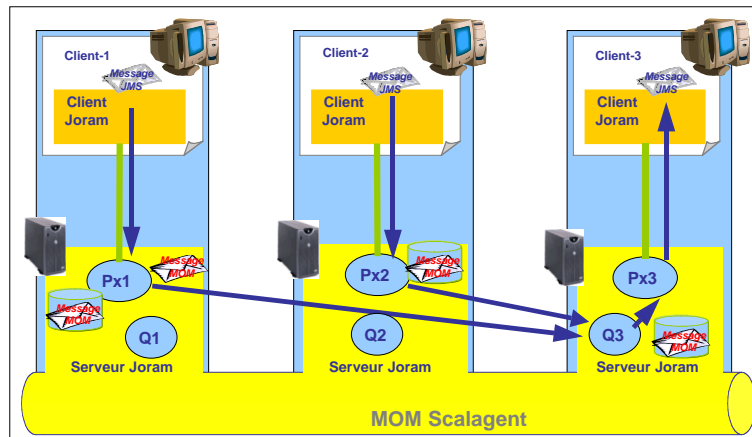 Client-1
Message
JMS
Client
Joram
Px1
Message
MOM
Message
MOM
Q1
Serveur Joram
Client-2
Message
JMS
Client
Joram
Px2
Message
MOM
Q2
Serveur Joram
Client-3
Message
JMS
Client
Joram
Px3
Q3
Message
MOM
Serveur Joram
MOM Scalagent